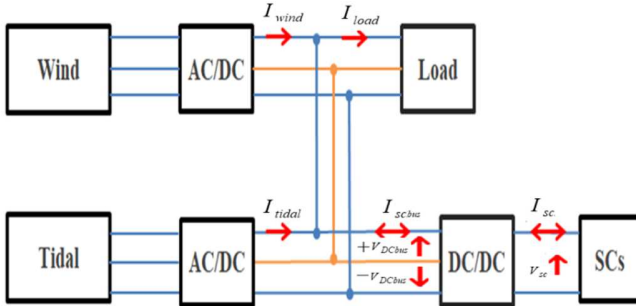 I wind
I load
Wind
AC/DC
Load
I tidal
I scbus
I sc
Tidal
AC/DC
+V DCbus
−V DCbus
DC/DC
V sc
SCs